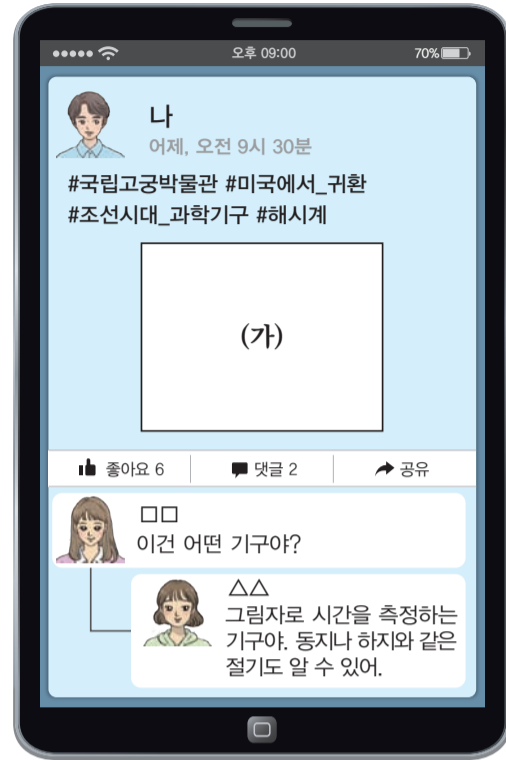 오후 09:00
70%
나
어제, 오전 9시 30분
#국립고궁박물관 #미국에서_귀환
#조선시대_과학기구 #해시계
(가)
좋아요 6
댓글 2
공유
□□
이건 어떤 기구야?
△△
그림자로 시간을 측정하는
기구야. 동지나 하지와 같은
절기도 알 수 있어.